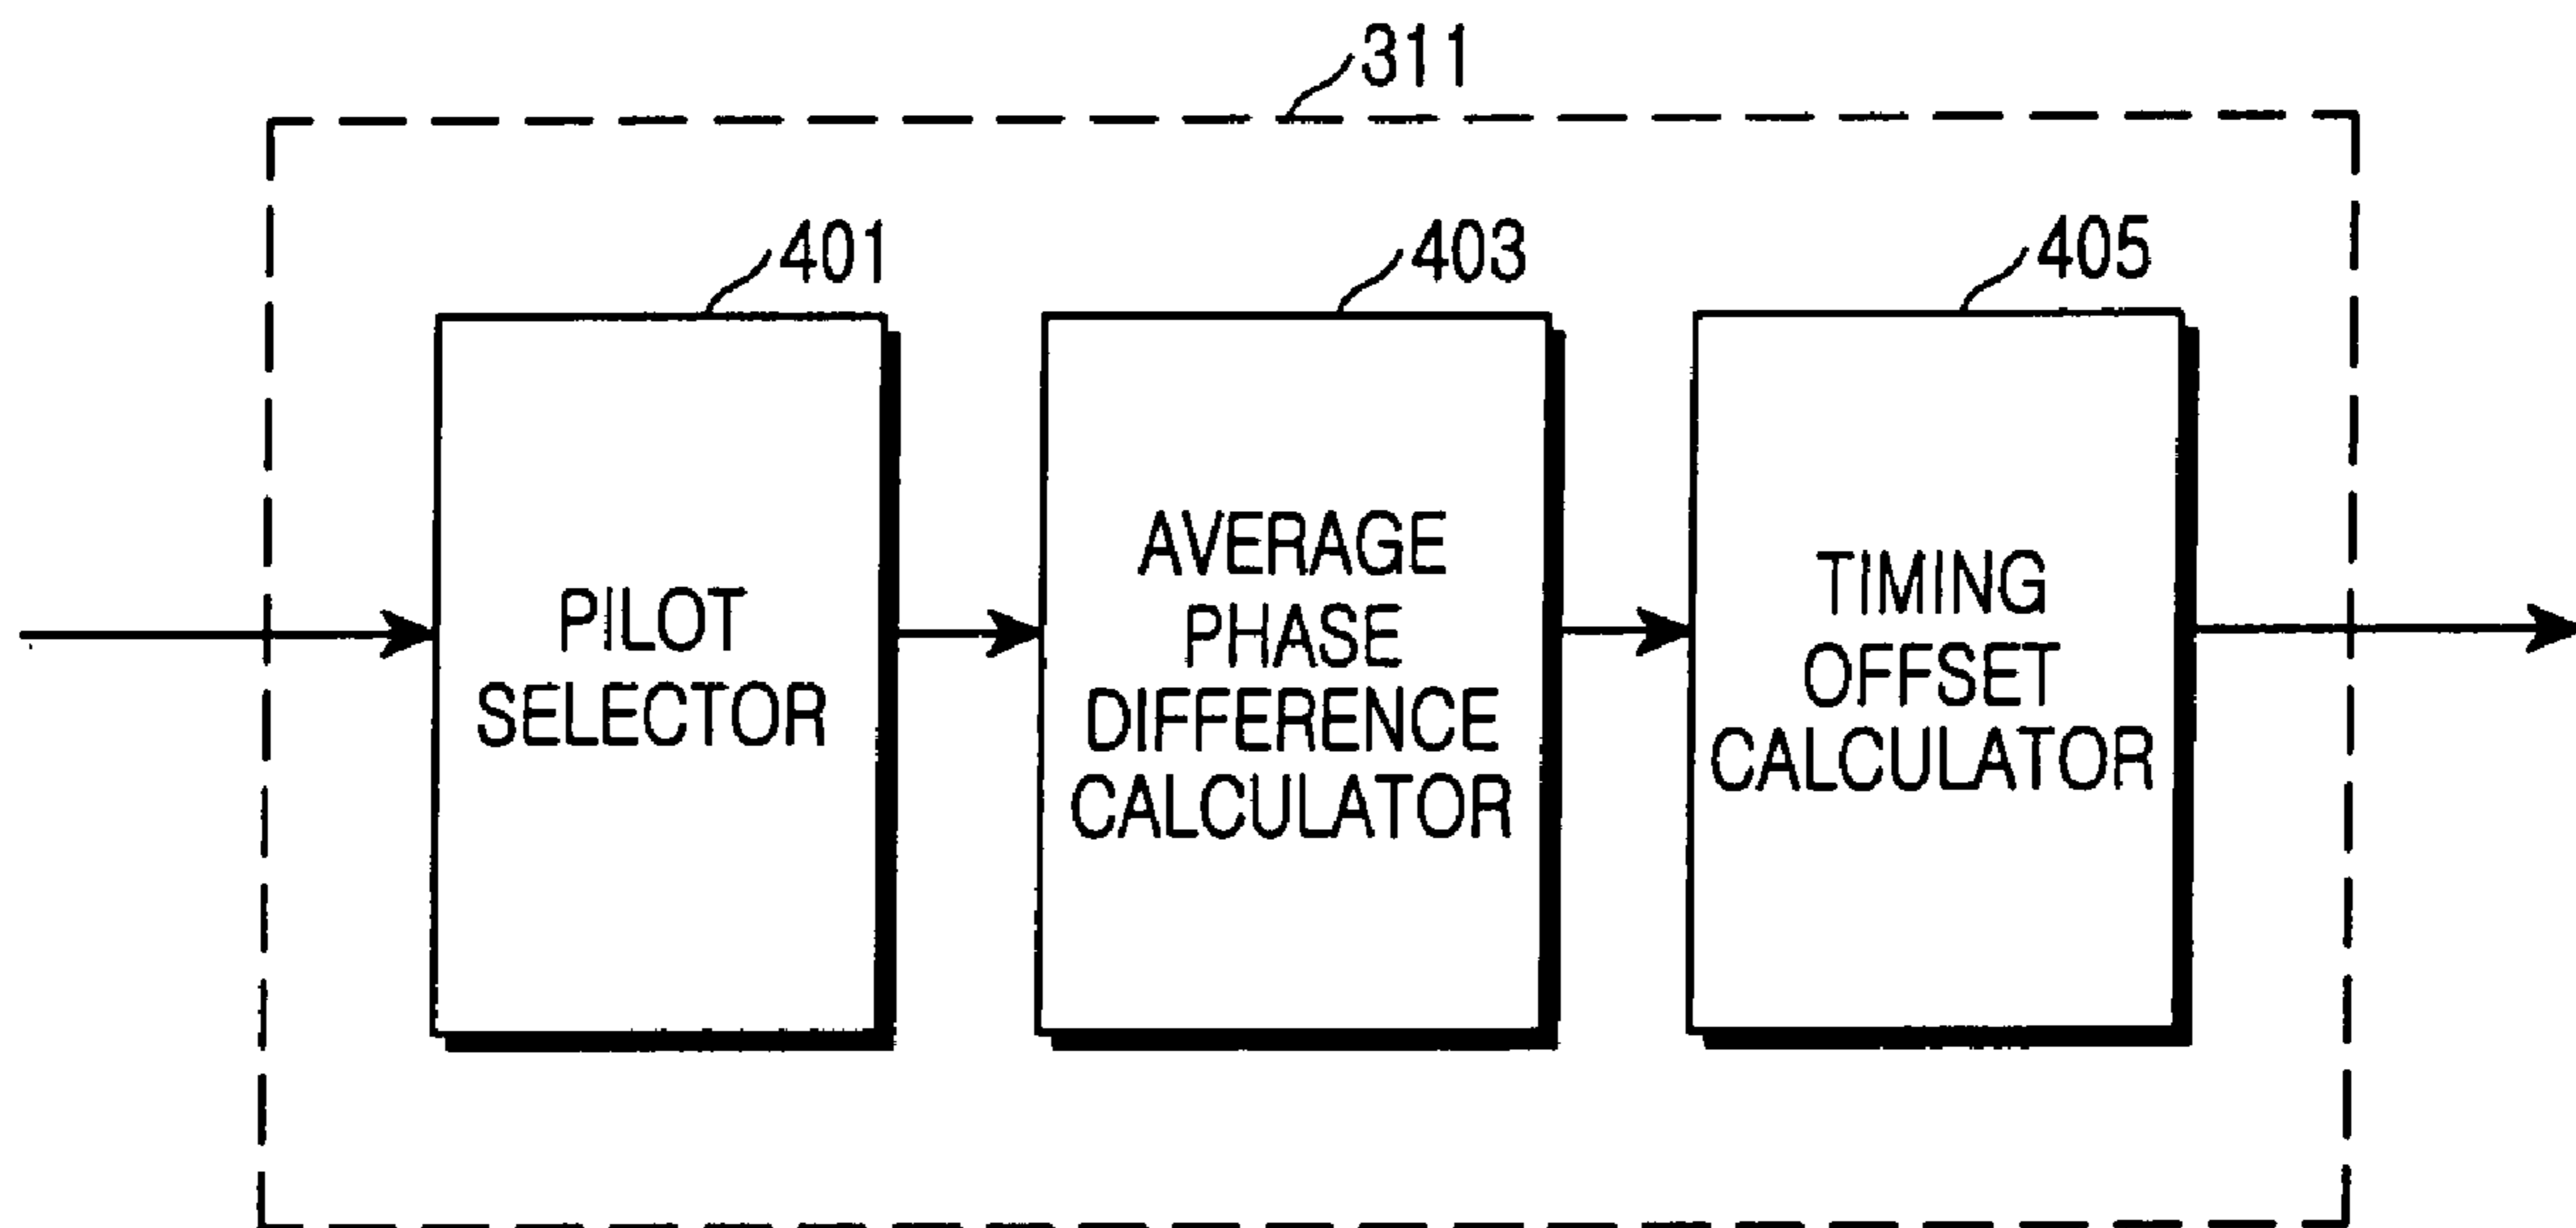 311
401
403
405
PILOT
SELECTOR
AVERAGE
PHASE
DIFFERENCE
CALCULATOR
TIMING
OFFSET
CALCULATOR